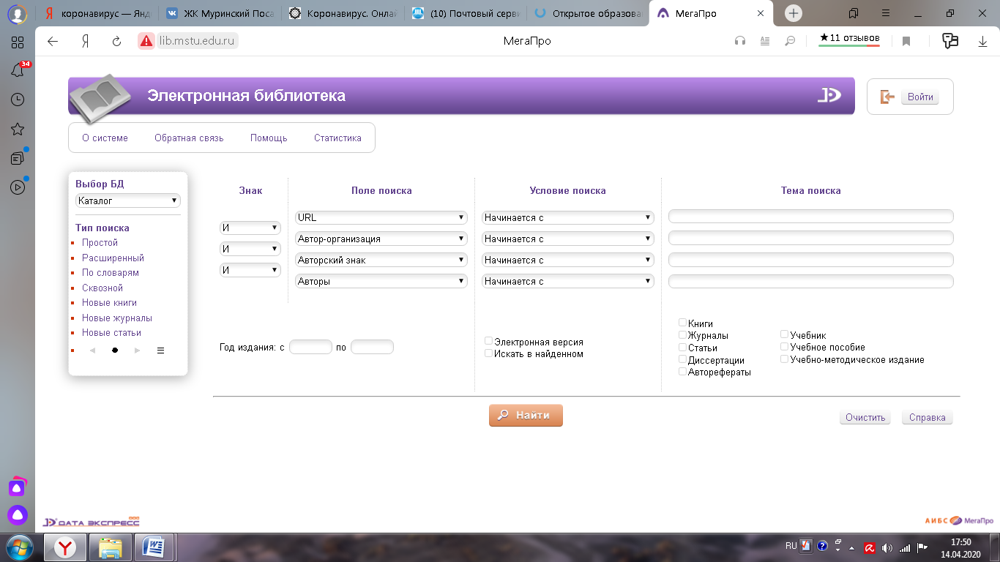 коронавирус — Янд
ЖК Муринский Поса
Коронавирус. Онлай
(10) Почтовый серви
Открытое образова
МегаПро
lib.mstu.edu.ru
МегаПро
★11 отзывов
34
Электронная библиотека
Войти
О системе
Обратная связь
Помощь
Статистика
Выбор БД
Каталог
Тип поиска
Простой
Расширенный
По словарям
Сквозной
Новые книги
Новые журналы
Новые статьи
Знак
Поле поиска
Условие поиска
Тема поиска
URL
Начинается с
И
Автор-организация
Начинается с
И
Авторский знак
Начинается с
И
Авторы
Начинается с
Год издания: с
по
Электронная версия
Искать в найденном
Книги
Журналы
Статьи
Диссертации
Авторефераты
Учебник
Учебное пособие
Учебно-методическое издание
Найти
Очистить
Справка
ДАТА ЭКСПРЕСС
АИБС МегаПро
RU
17:50
14.04.2020